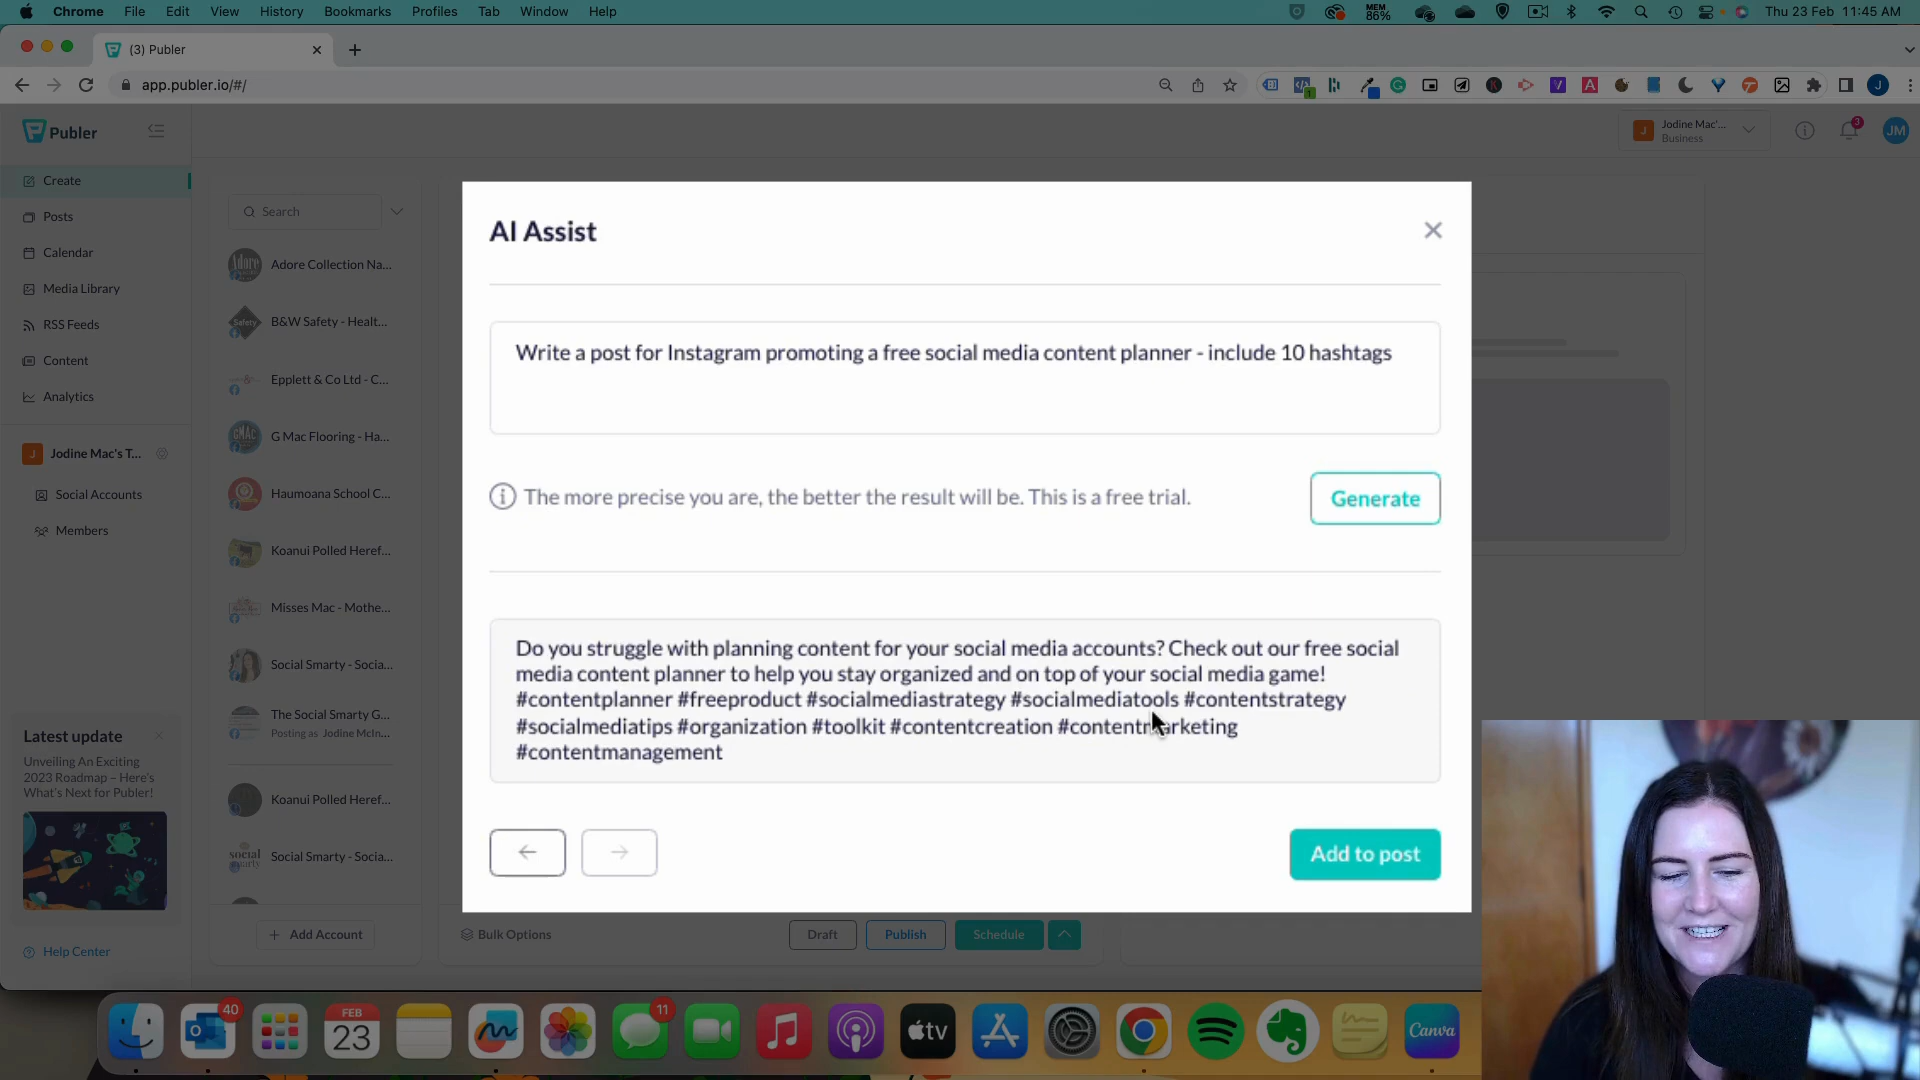 Chrome File Edit View History Bookmarks Profiles Tab Window Help
MEM 86%
Thu 23 Feb 11:45 AM
(3) Publer
app.publer.io/#/
1
J
Publer
J
Jodine Mac'...
Business
3
JM
Create
Posts
Calendar
Media Library
RSS Feeds
Content
Analytics
J
Jodine Mac's T...
Social Accounts
Members
Latest update
Unveiling An Exciting
2023 Roadmap – Here's
What's Next for Publer!
Help Center
Search
Adore Collection Na...
Safety
B&W Safety - Healt...
Epplett & Co Ltd - C...
GMAC
G Mac Flooring - Ha...
Haumoana School C...
Koanui Polled Heref...
Misses Mac - Mothe...
Social Smarty - Socia...
The Social Smarty G...
Posting as Jodine McIn...
Koanui Polled Heref...
social smarty
Social Smarty - Socia...
+ Add Account
AI Assist
Write a post for Instagram promoting a free social media content planner - include 10 hashtags
The more precise you are, the better the result will be. This is a free trial.
Generate
Do you struggle with planning content for your social media accounts? Check out our free social
media content planner to help you stay organized and on top of your social media game!
#contentplanner #freeproduct #socialmediastrategy #socialmediatools #contentstrategy
#socialmediatips #organization #toolkit #contentcreation #contentmarketing
#contentmanagement
Add to post
Bulk Options
Draft
Publish
Schedule
40
FEB
23
11
tv
Canva